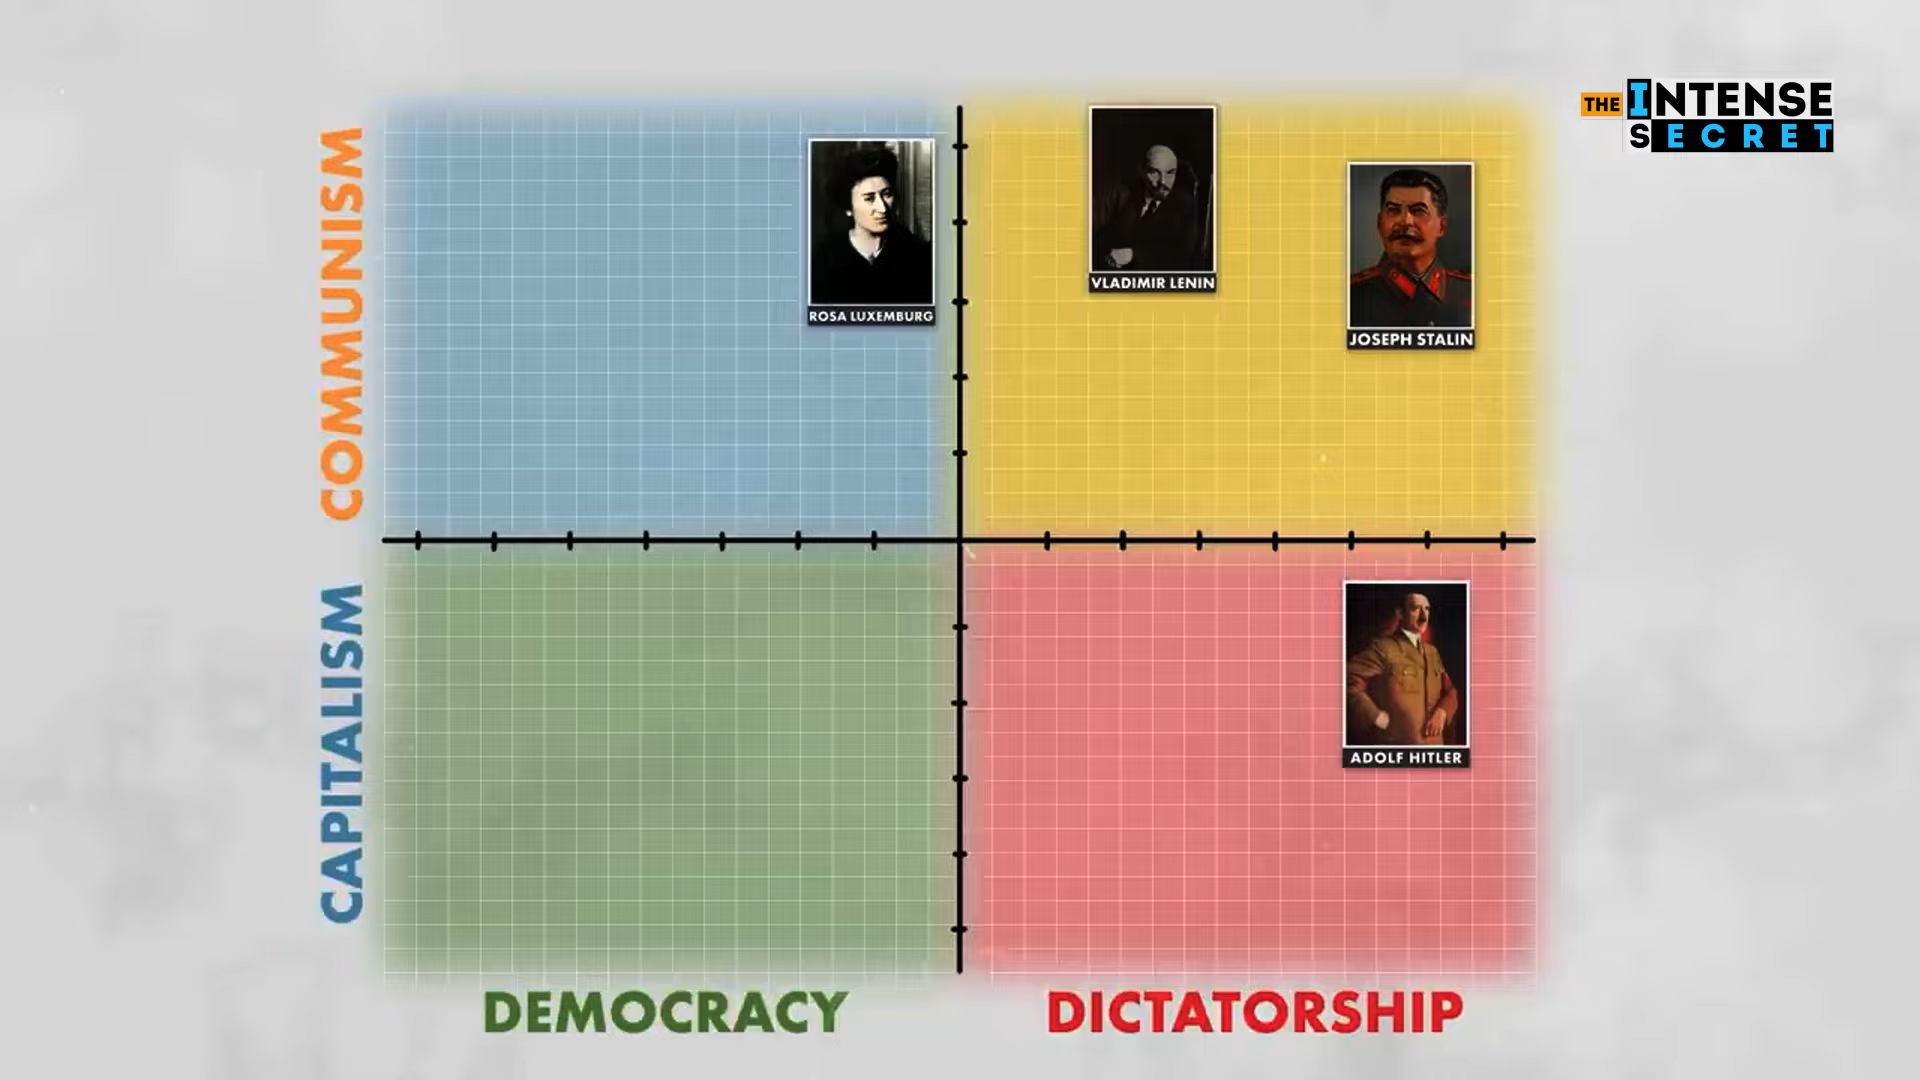 THE INTENSE
SECRET
COMMUNISM
CAPITALISM
ROSA LUXEMBURG
VLADIMIR LENIN
JOSEPH STALIN
ADOLF HITLER
DEMOCRACY
DICTATORSHIP